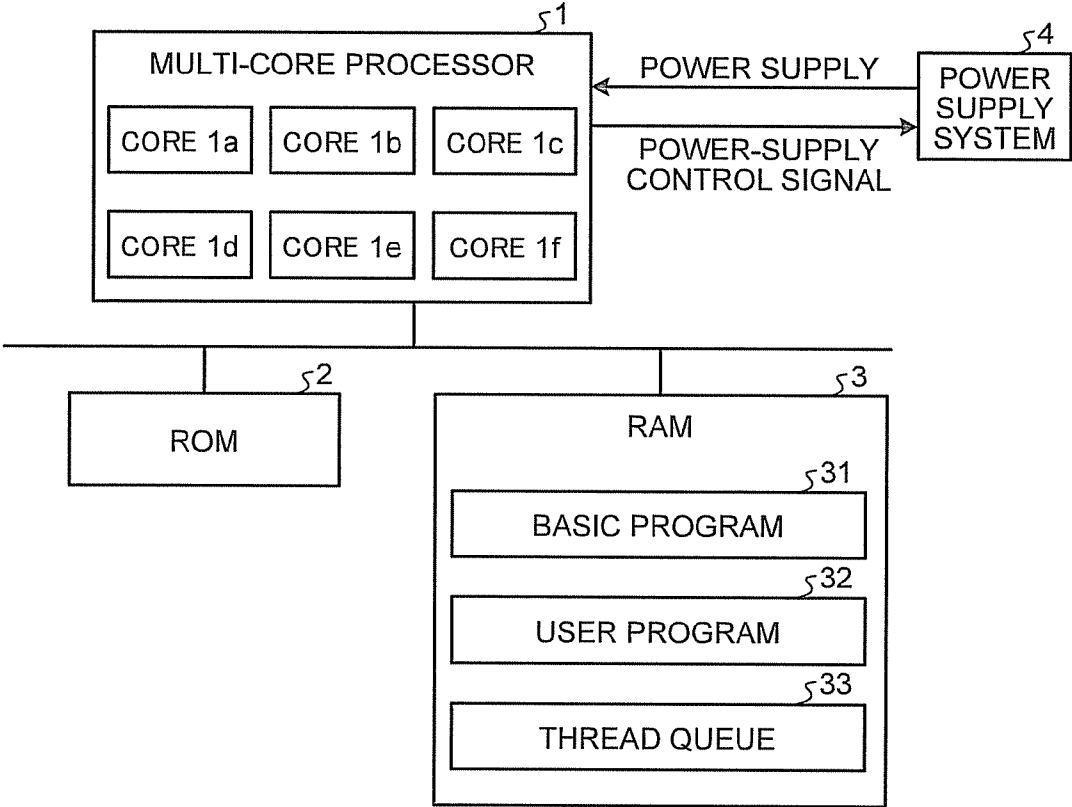 1
MULTI-CORE PROCESSOR
CORE 1a
CORE 1b
CORE 1c
CORE 1d
CORE 1e
CORE 1f
POWER SUPPLY
POWER-SUPPLY
CONTROL SIGNAL
4
POWER
SUPPLY
SYSTEM
2
ROM
3
RAM
31
BASIC PROGRAM
32
USER PROGRAM
33
THREAD QUEUE